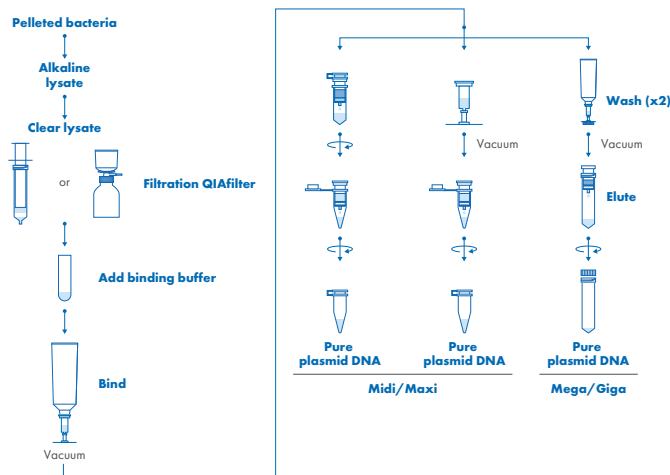 Pelleted bacteria
Alkaline
lysate
Clear lysate
or
Filtration QIAfilter
Add binding buffer
Bind
Vacuum
Wash (x2)
Vacuum
Vacuum
Elute
Pure
plasmid DNA
Pure
plasmid DNA
Pure
plasmid DNA
Midi/Maxi
Mega/Giga